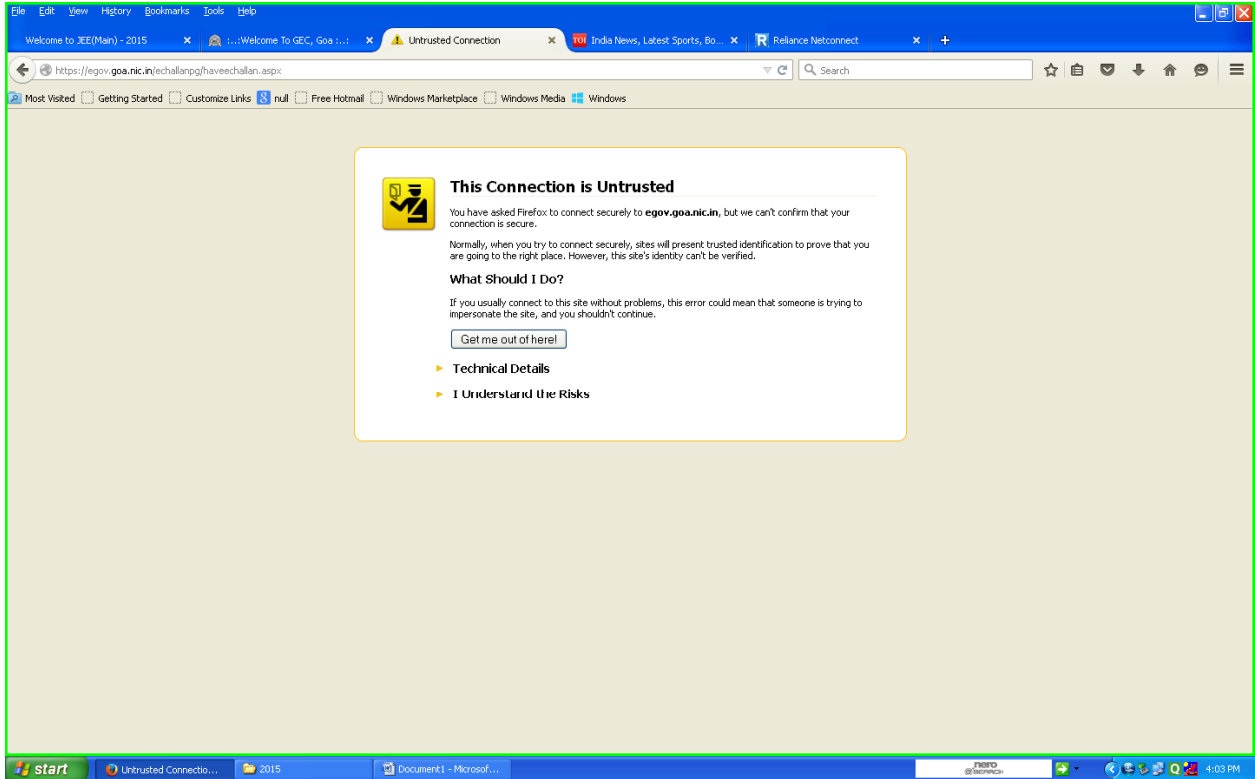 File Edit View History Bookmarks Tools Help
Welcome to JEE(Main) - 2015 :..:Welcome To GEC, Goa :..: Untrusted Connection TOI India News, Latest Sports, Bo... R Reliance Netconnect
https://egov.goa.nic.in/echallanpg/haveechallan.aspx Search
Most Visited Getting Started Customize Links 8 null Free Hotmail Windows Marketplace Windows Media Windows
This Connection is Untrusted
You have asked Firefox to connect securely to egov.goa.nic.in, but we can't confirm that your
connection is secure.
Normally, when you try to connect securely, sites will present trusted identification to prove that you
are going to the right place. However, this site's identity can't be verified.
What Should I Do?
If you usually connect to this site without problems, this error could mean that someone is trying to
impersonate the site, and you shouldn't continue.
Get me out of here!
Technical Details
I Understand the Risks
start Untrusted Connectio... 2015 Document1 - Microsof... nero SEARCH Q 4:03 PM